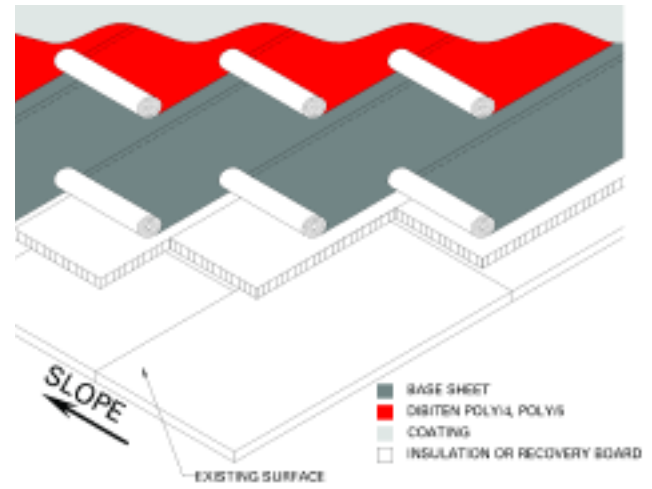 SLOPE
BASE SHEET
DIBITEN POLY/4, POLY/5
COATING
INSULATION OR RECOVERY BOARD
EXISTING SURFACE